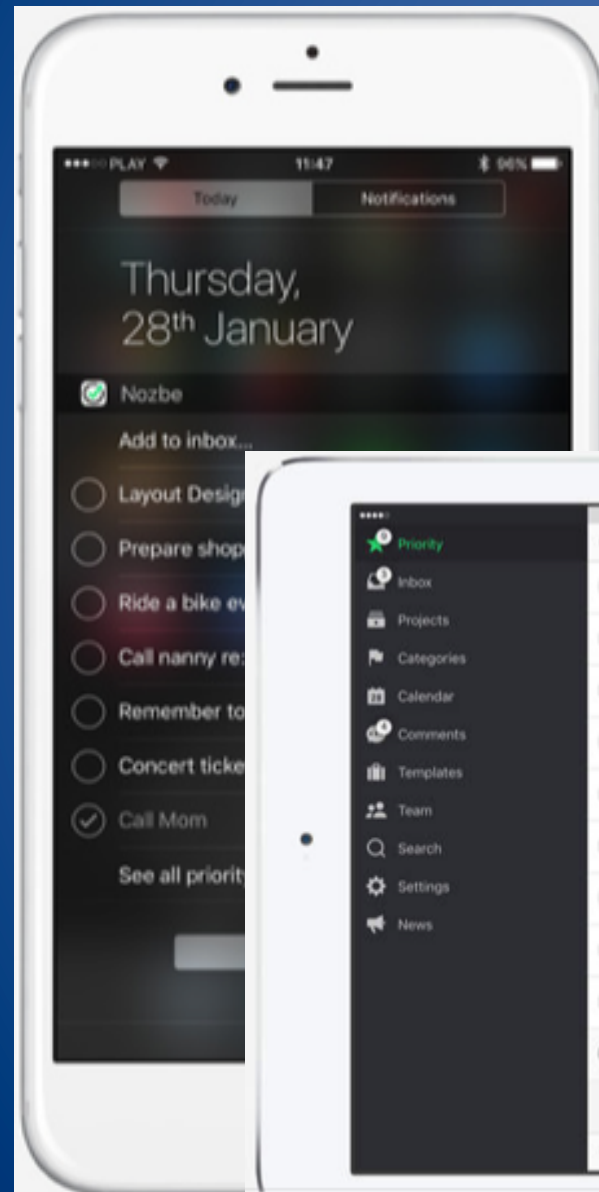 PLAY 11:47 96%
Today Notifications
Thursday,
28th January
Nozbe
Add to inbox...
Layout Desig
Prepare shop
Ride a bike ev
Call nanny re:
Remember to
Concert ticke
Call Mom
See all priorit
Priority
Inbox
Projects
Categories
Calendar
Comments
Templates
Team
Search
Settings
News